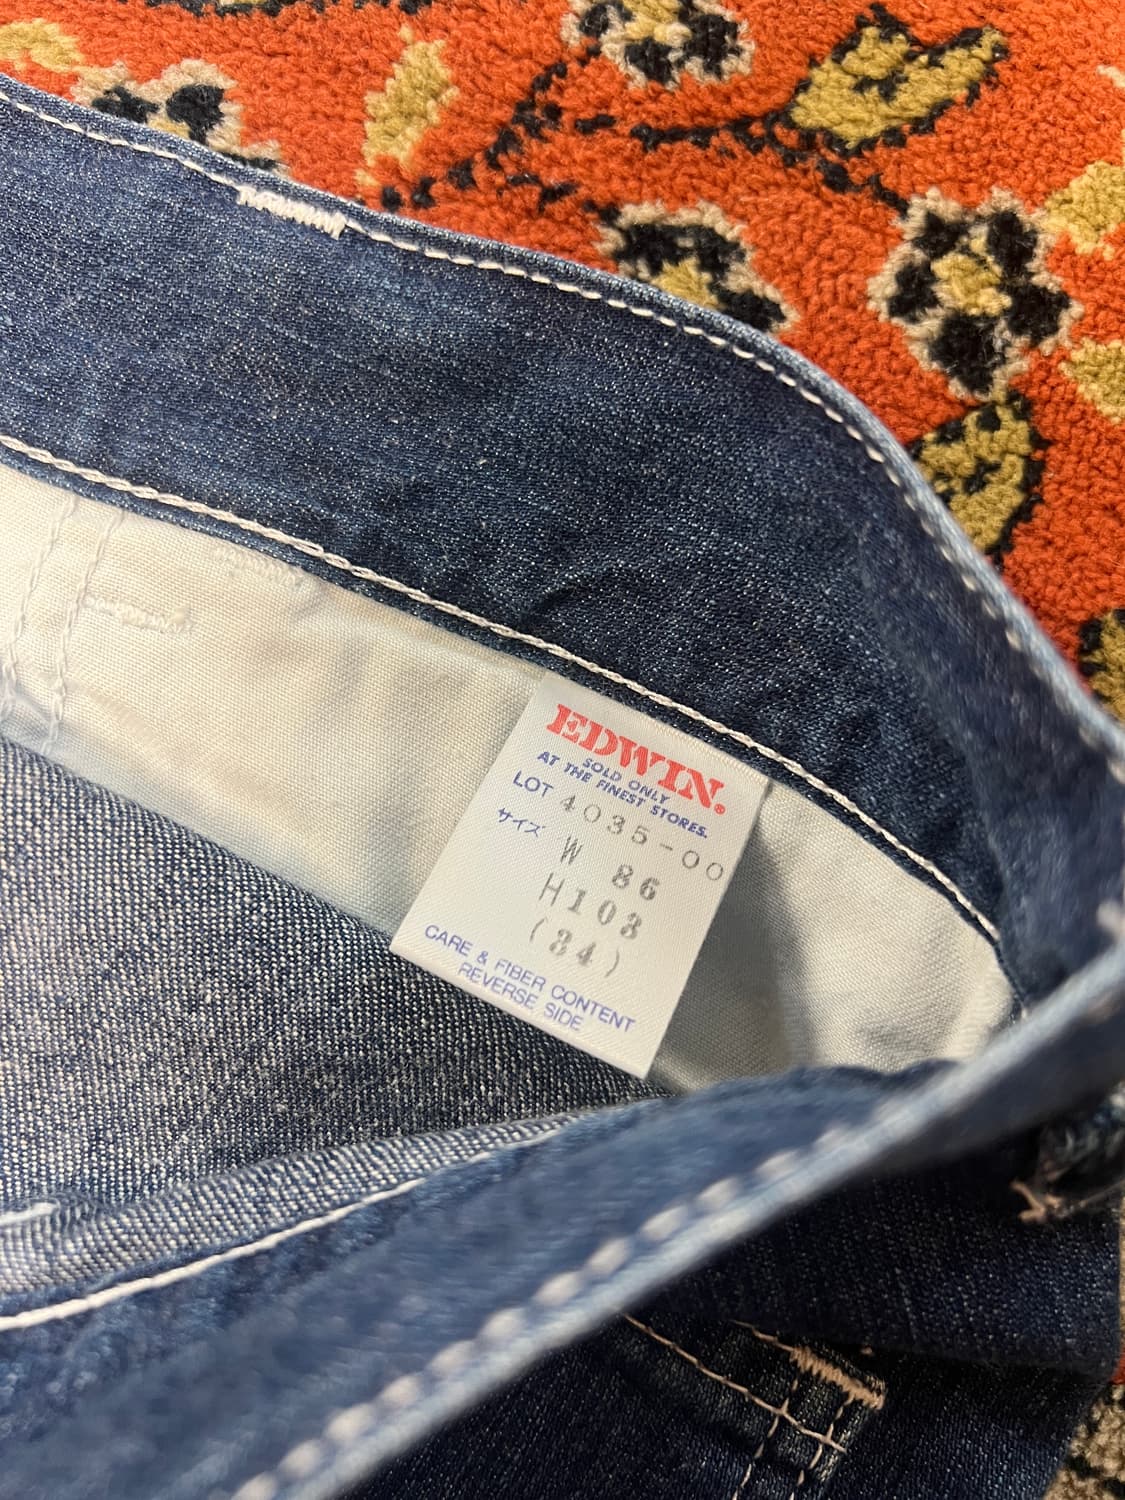 EDWIN.®
SOLD ONLY
AT THE FINEST STORES.
LOT 4035-00
サイズ W 86
H103
(34)
CARE & FIBER CONTENT
REVERSE SIDE